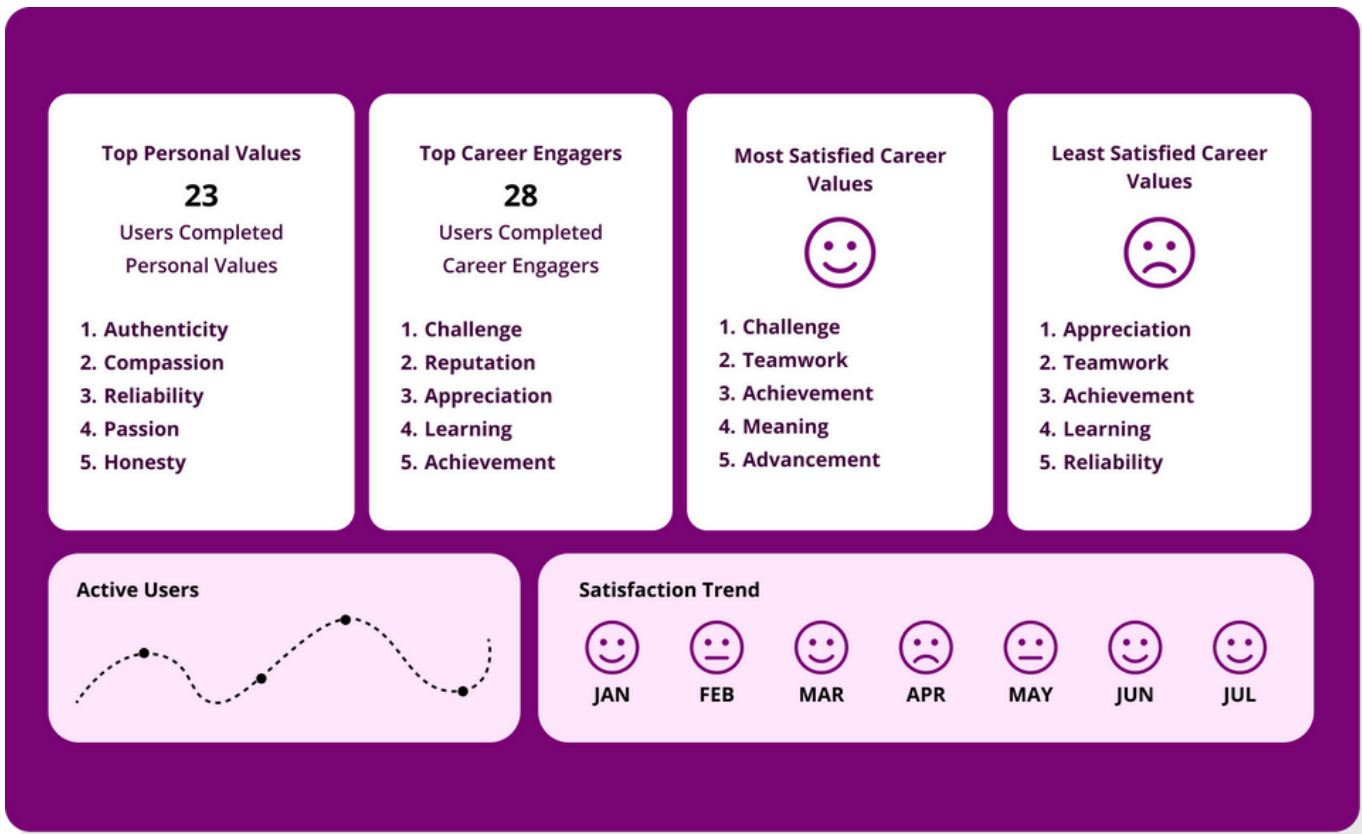 Top Personal Values
23
Users Completed
Personal Values
1. Authenticity
2. Compassion
3. Reliability
4. Passion
5. Honesty
Top Career Engagers
28
Users Completed
Career Engagers
1. Challenge
2. Reputation
3. Appreciation
4. Learning
5. Achievement
Most Satisfied Career
Values
1. Challenge
2. Teamwork
3. Achievement
4. Meaning
5. Advancement
Least Satisfied Career
Values
1. Appreciation
2. Teamwork
3. Achievement
4. Learning
5. Reliability
Active Users
Satisfaction Trend
JAN FEB MAR APR MAY JUN JUL